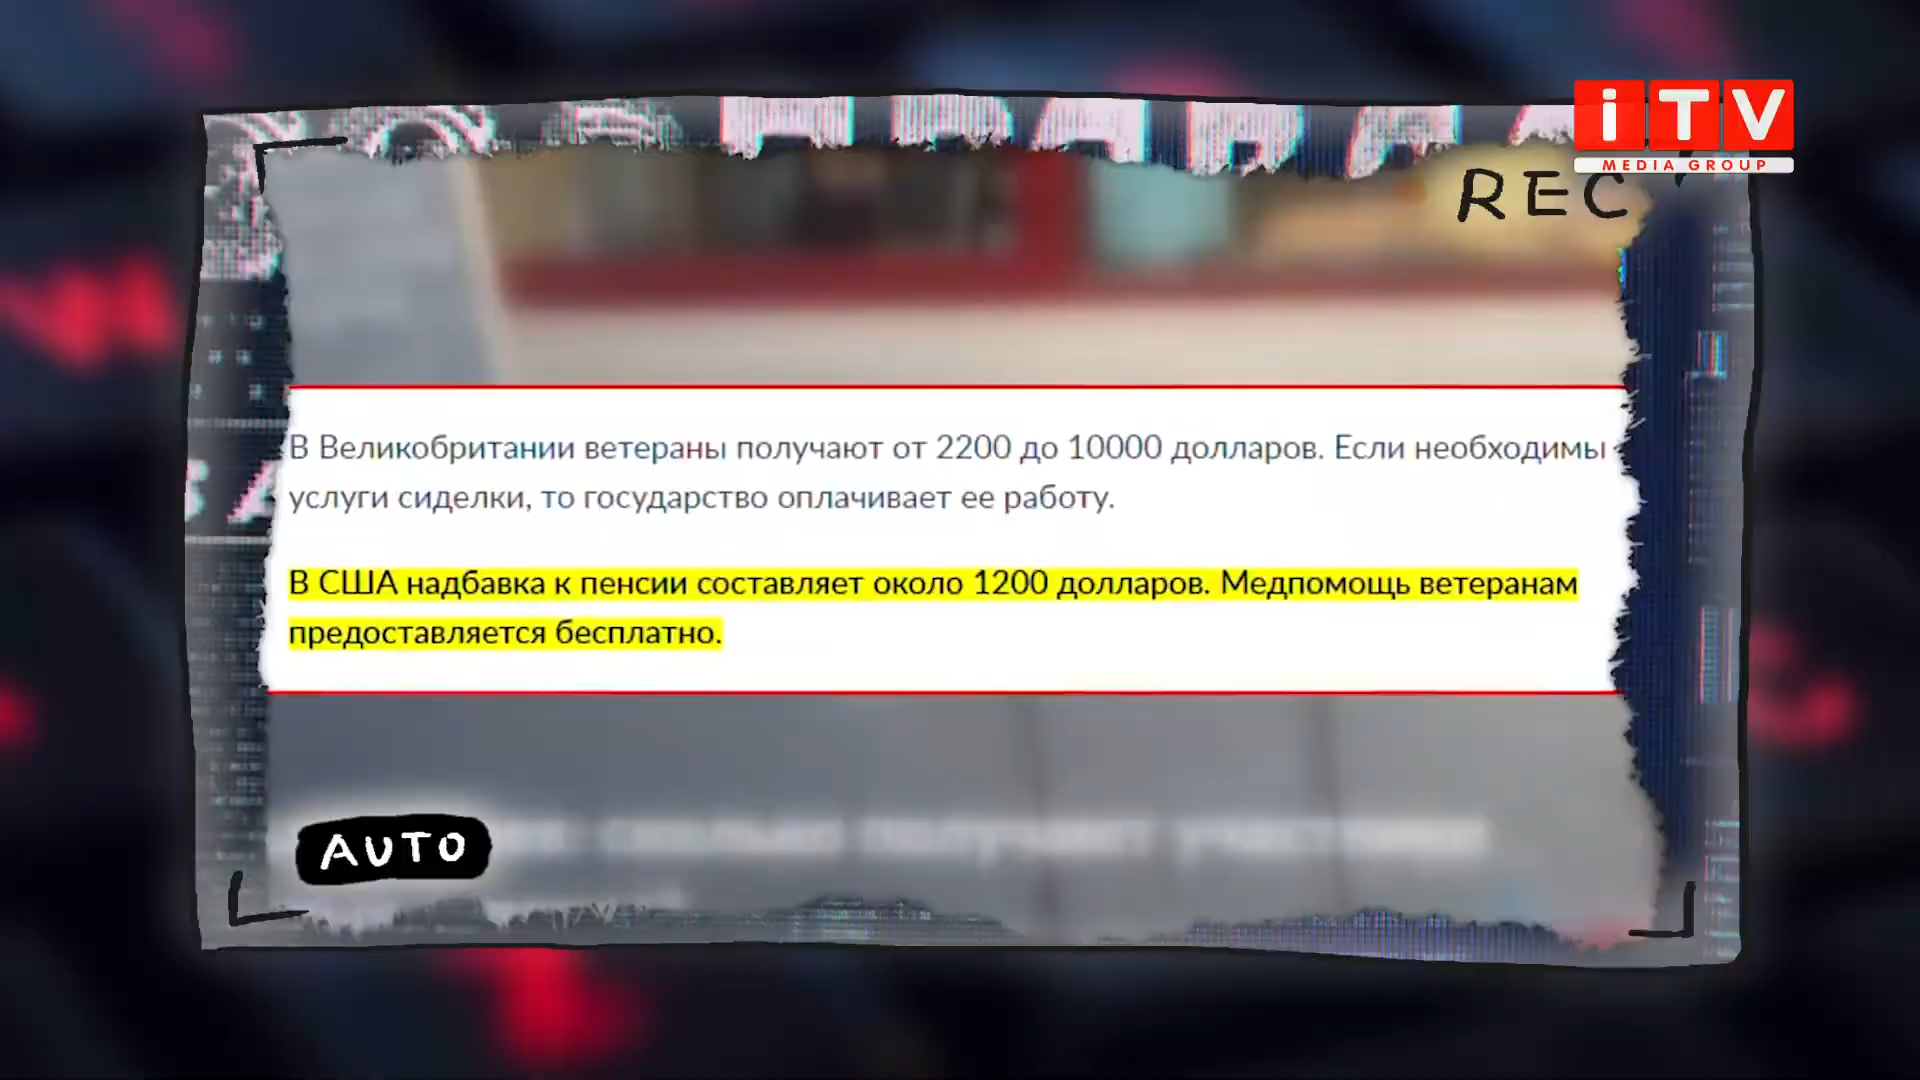 iTV
MEDIA GROUP
REC
В Великобритании ветераны получают от 2200 до 10000 долларов. Если необходимы
услуги сиделки, то государство оплачивает ее работу.
В США надбавка к пенсии составляет около 1200 долларов. Медпомощь ветеранам
предоставляется бесплатно.
AUTO